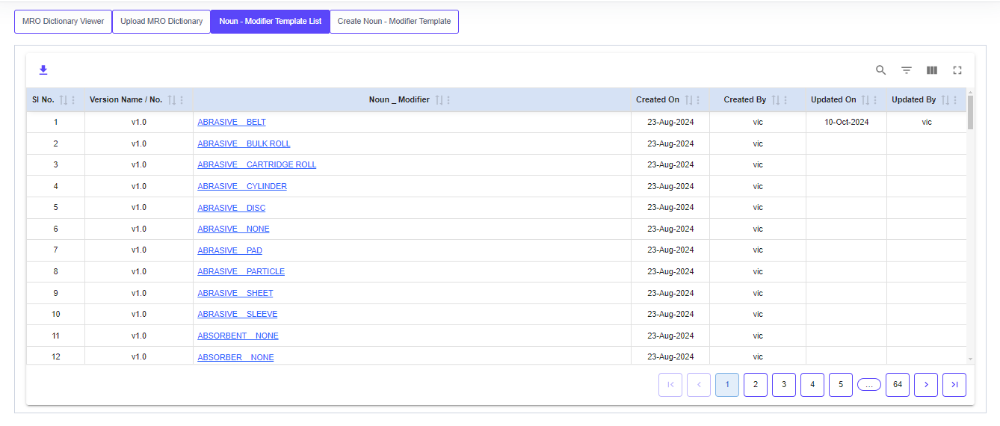 MRO Dictionary Viewer Upload MRO Dictionary Noun - Modifier Template List Create Noun - Modifier Template
Sl No. Version Name / No. Noun _ Modifier Created On Created By Updated On Updated By
1 v1.0 ABRASIVE _ BELT 23-Aug-2024 vic 10-Oct-2024 vic
2 v1.0 ABRASIVE _ BULK ROLL 23-Aug-2024 vic
3 v1.0 ABRASIVE _ CARTRIDGE ROLL 23-Aug-2024 vic
4 v1.0 ABRASIVE _ CYLINDER 23-Aug-2024 vic
5 v1.0 ABRASIVE _ DISC 23-Aug-2024 vic
6 v1.0 ABRASIVE _ NONE 23-Aug-2024 vic
7 v1.0 ABRASIVE _ PAD 23-Aug-2024 vic
8 v1.0 ABRASIVE _ PARTICLE 23-Aug-2024 vic
9 v1.0 ABRASIVE _ SHEET 23-Aug-2024 vic
10 v1.0 ABRASIVE _ SLEEVE 23-Aug-2024 vic
11 v1.0 ABSORBENT _ NONE 23-Aug-2024 vic
12 v1.0 ABSORBER _ NONE 23-Aug-2024 vic
1 2 3 4 5 ... 64